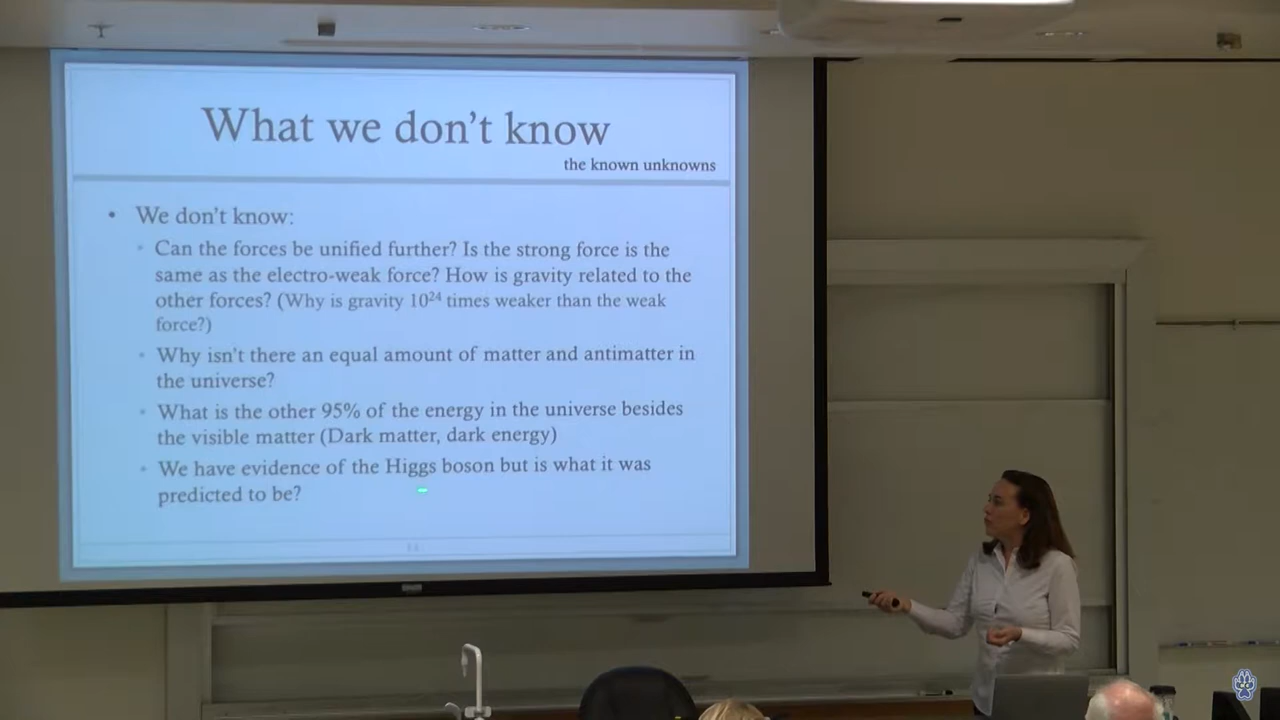 What we don't know
the known unknowns
• We don't know:
• Can the forces be unified further? Is the strong force is the
same as the electro-weak force? How is gravity related to the
other forces? (Why is gravity 10²⁴ times weaker than the weak
force?)
• Why isn't there an equal amount of matter and antimatter in
the universe?
• What is the other 95% of the energy in the universe besides
the visible matter (Dark matter, dark energy)
• We have evidence of the Higgs boson but is what it was
predicted to be?